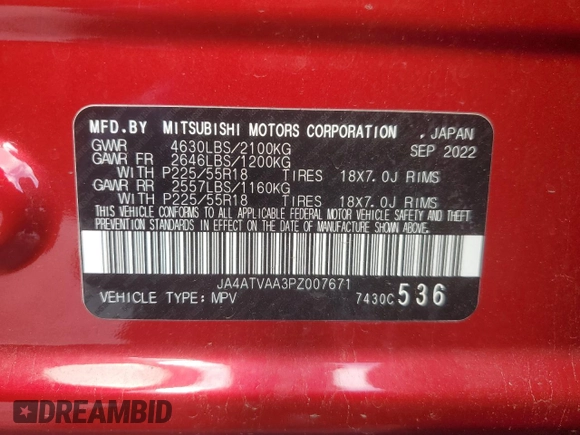 MFD.BY MITSUBISHI MOTORS CORPORATION , JAPAN
GVWR 4630LBS/2100KG SEP 2022
GAWR FR 2646LBS/1200KG
WITH P225/55R18 TIRES 18X7.0J RIMS
GAWR RR 2557LBS/1160KG
WITH P225/55R18 TIRES 18X7.0J RIMS
THIS VEHICLE CONFORMS TO ALL APPLICABLE FEDERAL MOTOR VEHICLE SAFETY AND THEFT
PREVENTION STANDARDS IN EFFECT ON THE DATE OF MANUFACTURE SHOWN ABOVE.
JA4ATVAA3PZ007671
VEHICLE TYPE: MPV 7430C 536
DREAMBID